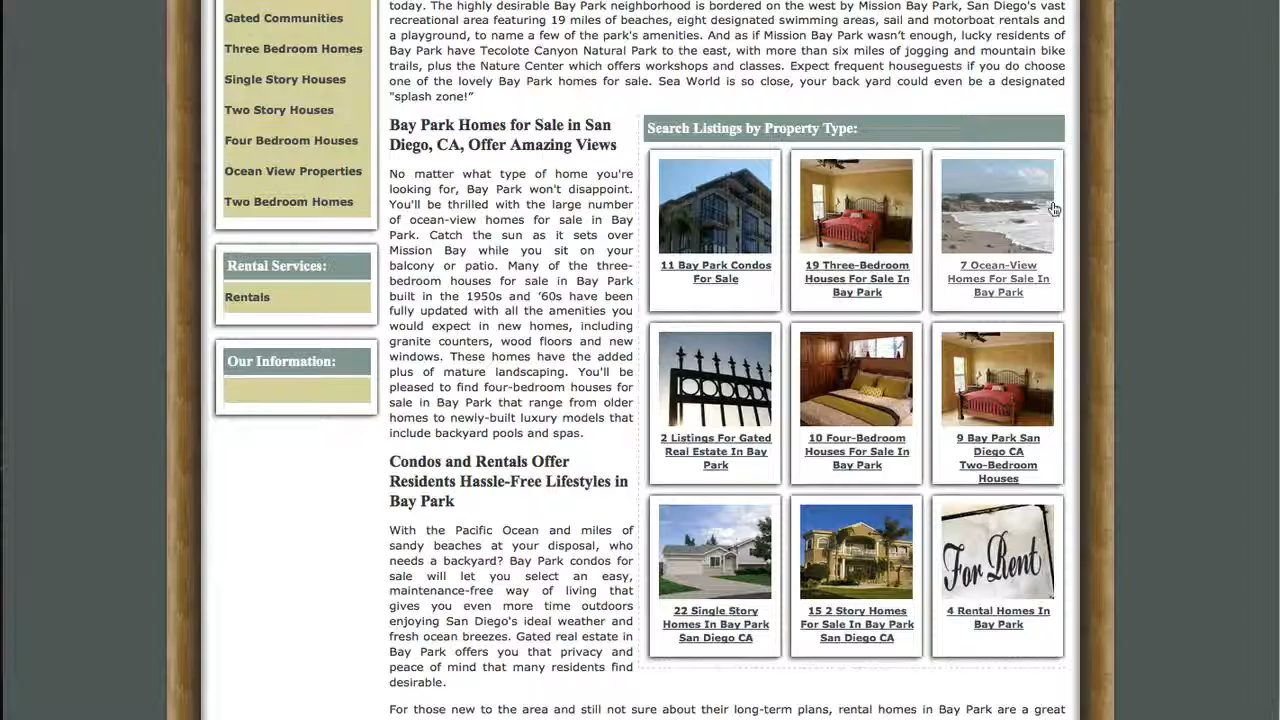 Gated Communities
Three Bedroom Homes
Single Story Houses
Two Story Houses
Four Bedroom Houses
Ocean View Properties
Two Bedroom Homes
Rental Services:
Rentals
Our Information:
today. The highly desirable Bay Park neighborhood is bordered on the west by Mission Bay Park, San Diego's vast
recreational area featuring 19 miles of beaches, eight designated swimming areas, sail and motorboat rentals and
a playground, to name a few of the park's amenities. And as if Mission Bay Park wasn't enough, lucky residents of
Bay Park have Tecolote Canyon Natural Park to the east, with more than six miles of jogging and mountain bike
trails, plus the Nature Center which offers workshops and classes. Expect frequent houseguests if you do choose
one of the lovely Bay Park homes for sale. Sea World is so close, your back yard could even be a designated
"splash zone!"
Bay Park Homes for Sale in San
Diego, CA, Offer Amazing Views
No matter what type of home you're
looking for, Bay Park won't disappoint.
You'll be thrilled with the large number
of ocean-view homes for sale in Bay
Park. Catch the sun as it sets over
Mission Bay while you sit on your
balcony or patio. Many of the three-
bedroom houses for sale in Bay Park
built in the 1950s and '60s have been
fully updated with all the amenities you
would expect in new homes, including
granite counters, wood floors and new
windows. These homes have the added
plus of mature landscaping. You'll be
pleased to find four-bedroom houses for
sale in Bay Park that range from older
homes to newly-built luxury models that
include backyard pools and spas.
Condos and Rentals Offer
Residents Hassle-Free Lifestyles in
Bay Park
With the Pacific Ocean and miles of
sandy beaches at your disposal, who
needs a backyard? Bay Park condos for
sale will let you select an easy,
maintenance-free way of living that
gives you even more time outdoors
enjoying San Diego's ideal weather and
fresh ocean breezes. Gated real estate in
Bay Park offers you that privacy and
peace of mind that many residents find
desirable.
Search Listings by Property Type:
11 Bay Park Condos
For Sale
19 Three-Bedroom
Houses For Sale In
Bay Park
7 Ocean-View
Homes For Sale In
Bay Park
2 Listings For Gated
Real Estate In Bay
Park
10 Four-Bedroom
Houses For Sale In
Bay Park
9 Bay Park San
Diego CA
Two-Bedroom
Houses
For Rent
22 Single Story
Homes In Bay Park
San Diego CA
15 2 Story Homes
For Sale In Bay Park
San Diego CA
4 Rental Homes In
Bay Park
For those new to the area and still not sure about their long-term plans, rental homes in Bay Park are a great